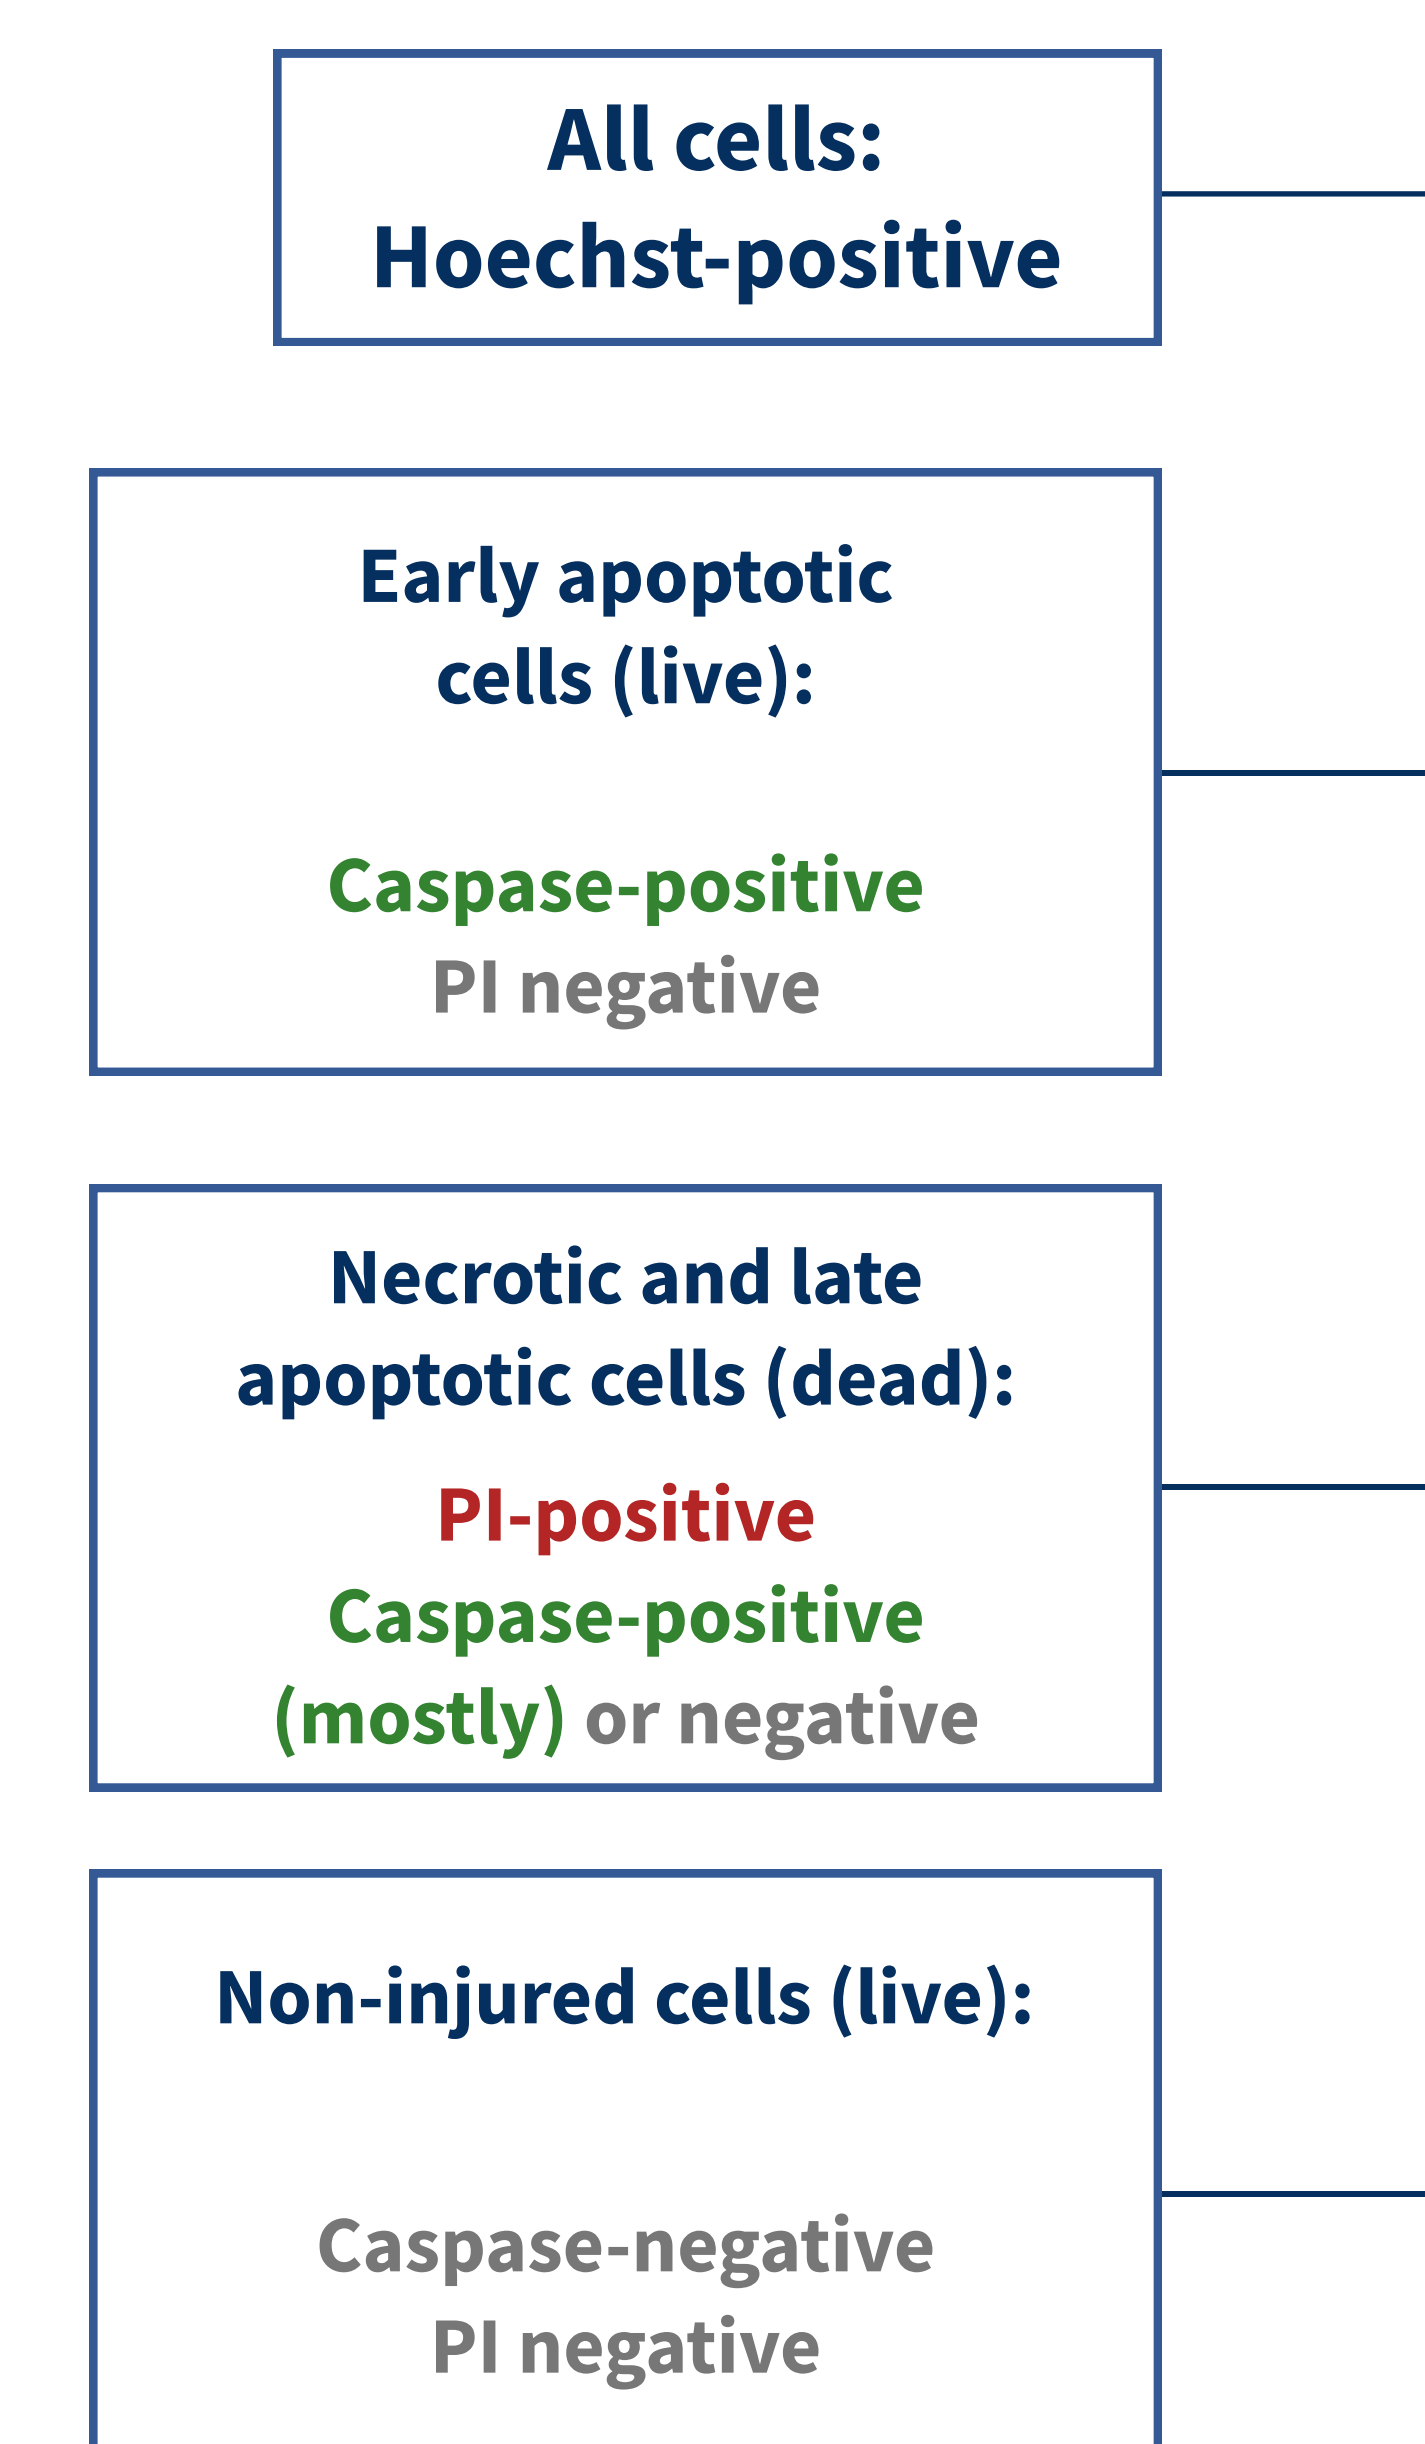 All cells:
Hoechst-positive
Early apoptotic
cells (live):
Caspase-positive
PI negative
Necrotic and late
apoptotic cells (dead):
PI-positive
Caspase-positive
(mostly) or negative
Non-injured cells (live):
Caspase-negative
PI negative